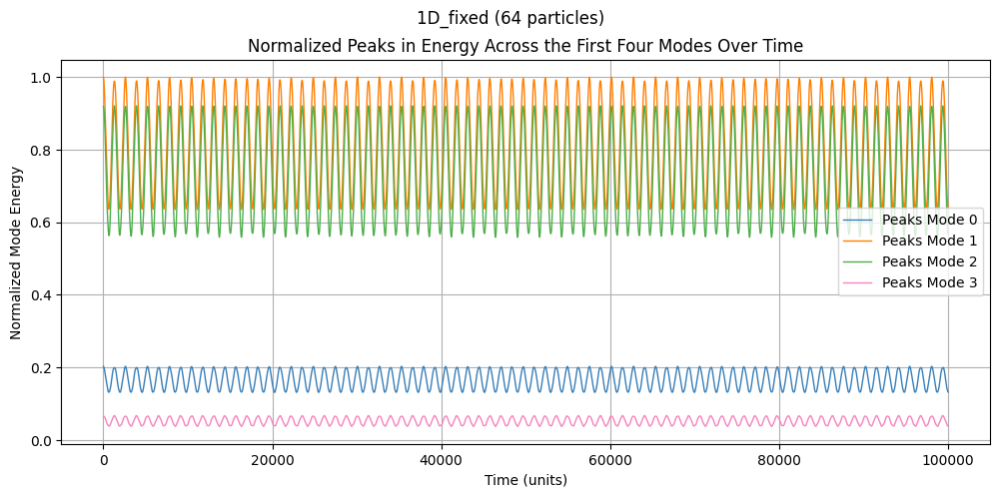 1D_fixed (64 particles)
Normalized Peaks in Energy Across the First Four Modes Over Time
Normalized Mode Energy
1.0
0.8
0.6
0.4
0.2
0.0
Peaks Mode 0
Peaks Mode 1
Peaks Mode 2
Peaks Mode 3
0 20000 40000 60000 80000 100000
Time (units)